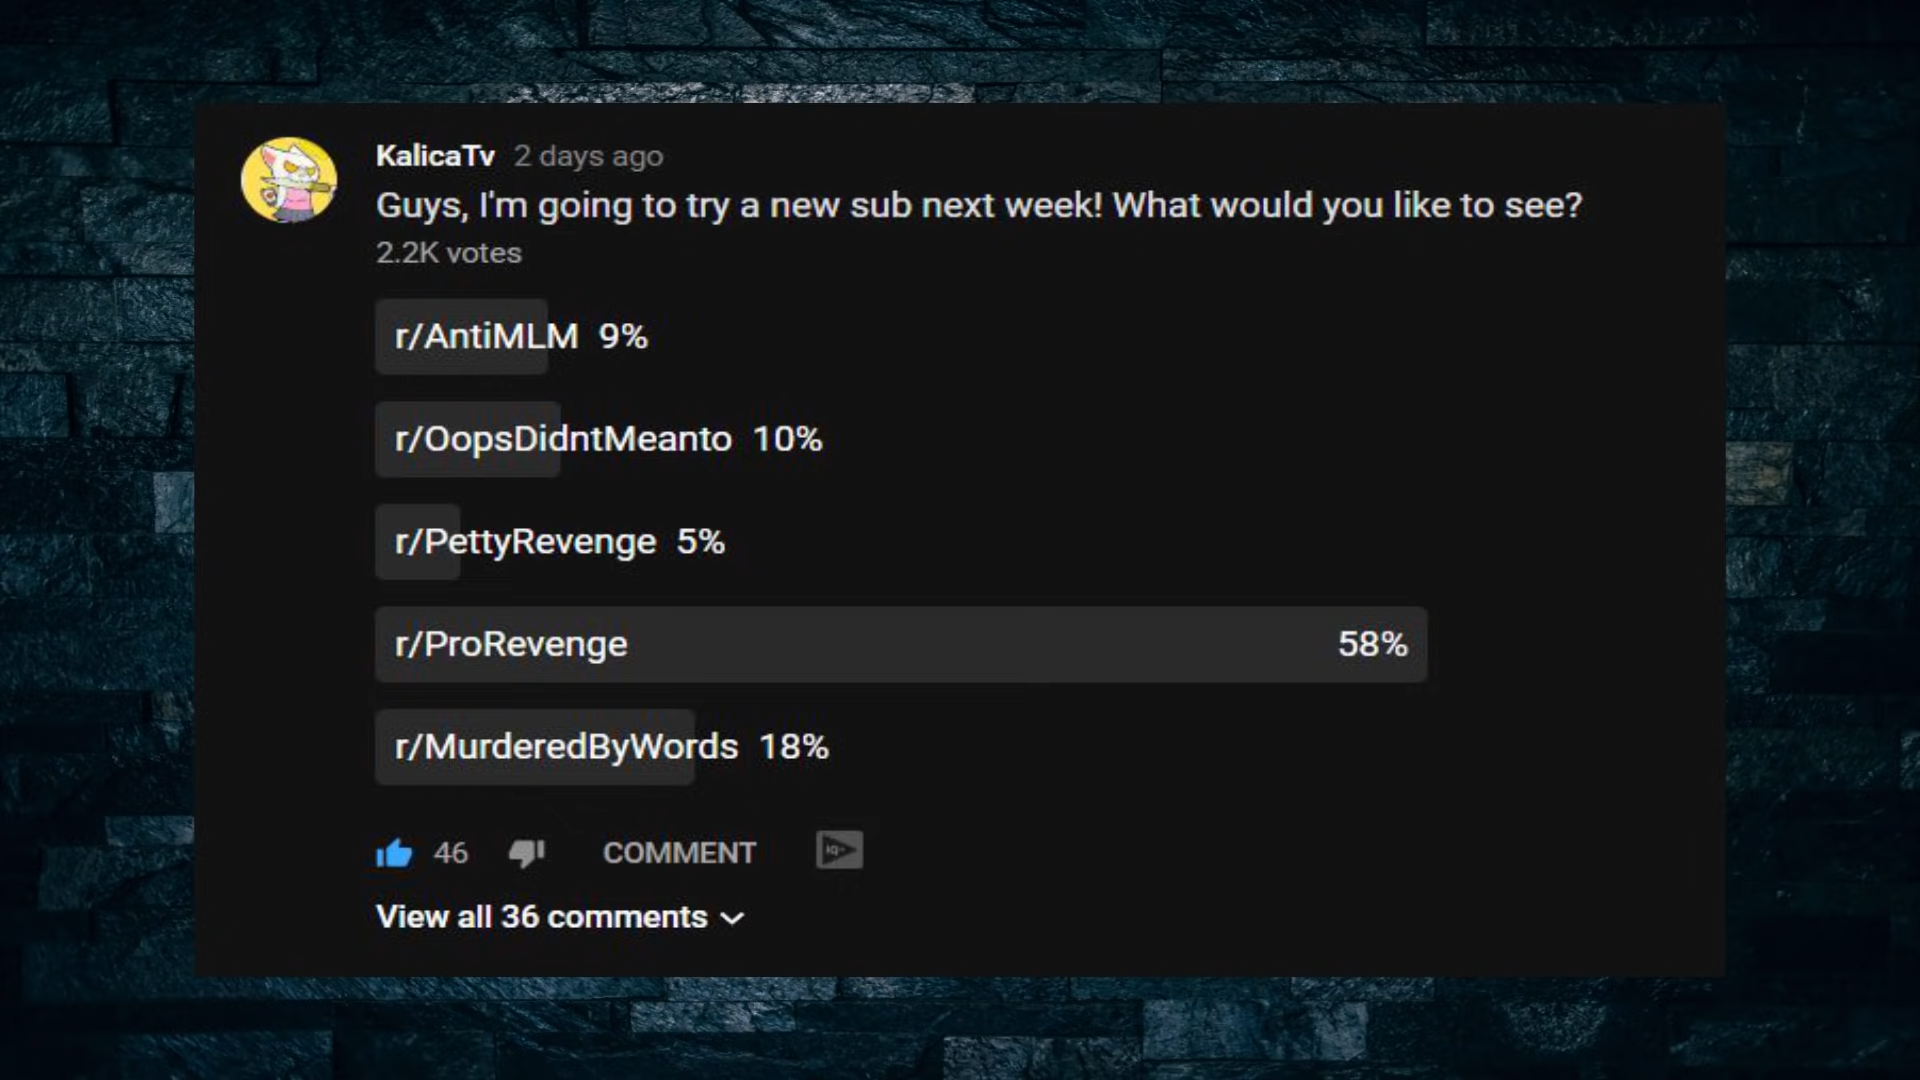 KalicaTv 2 days ago
Guys, I'm going to try a new sub next week! What would you like to see?
2.2K votes
r/AntiMLM 9%
r/OopsDidntMeanto 10%
r/PettyRevenge 5%
r/ProRevenge 58%
r/MurderedByWords 18%
46 COMMENT IQ
View all 36 comments